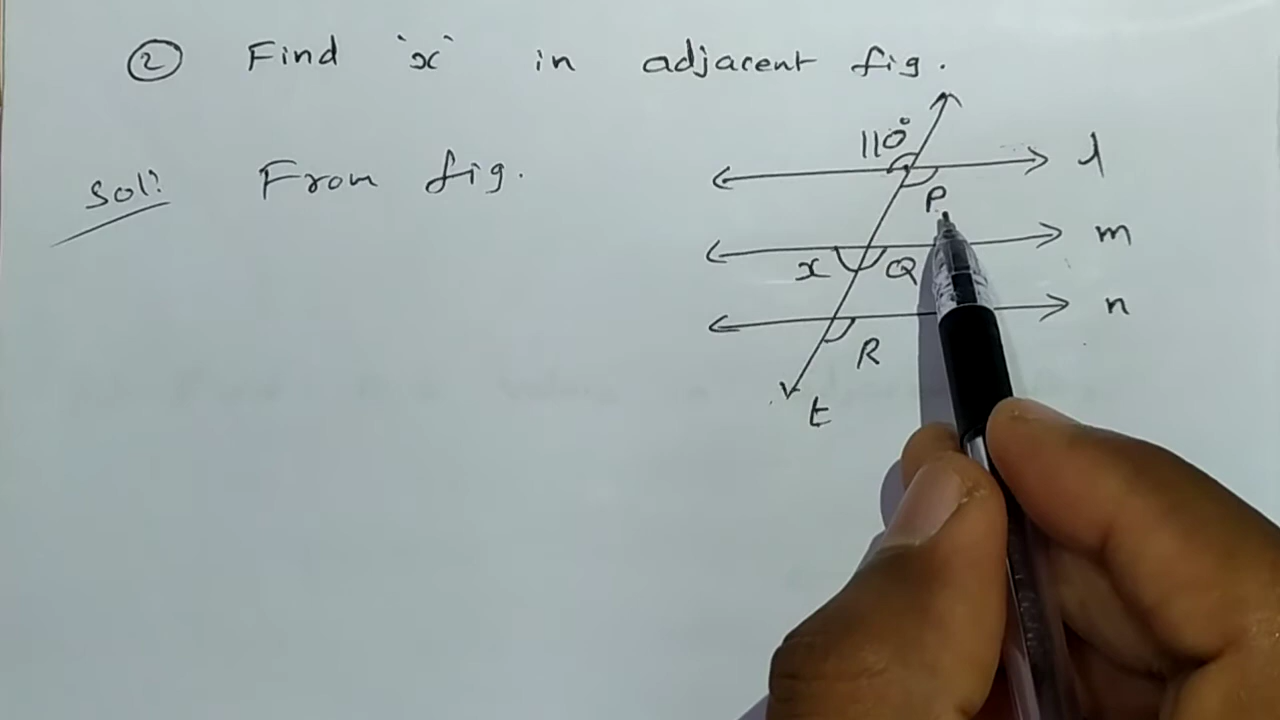 ② Find 'x' in adjacent fig.
Sol: From fig.
110° l
P
m
x Q
n
R
t